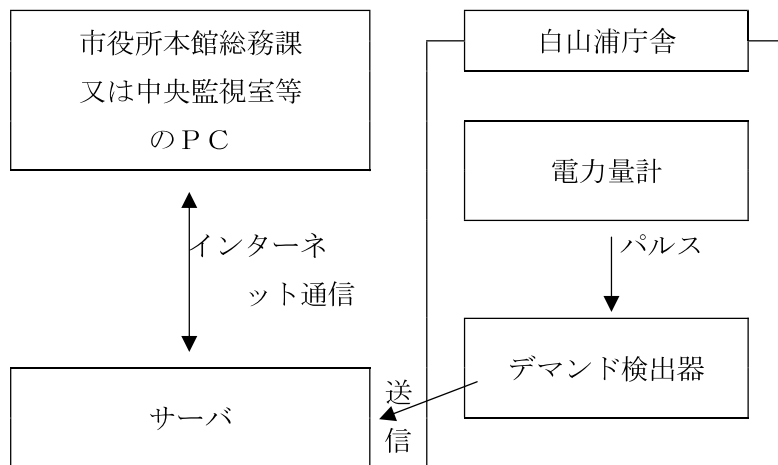 市役所本館総務課
又は中央監視室等
のＰＣ
インターネ
ット通信
サーバ
白山浦庁舎
電力量計
パルス
デマンド検出器
送
信